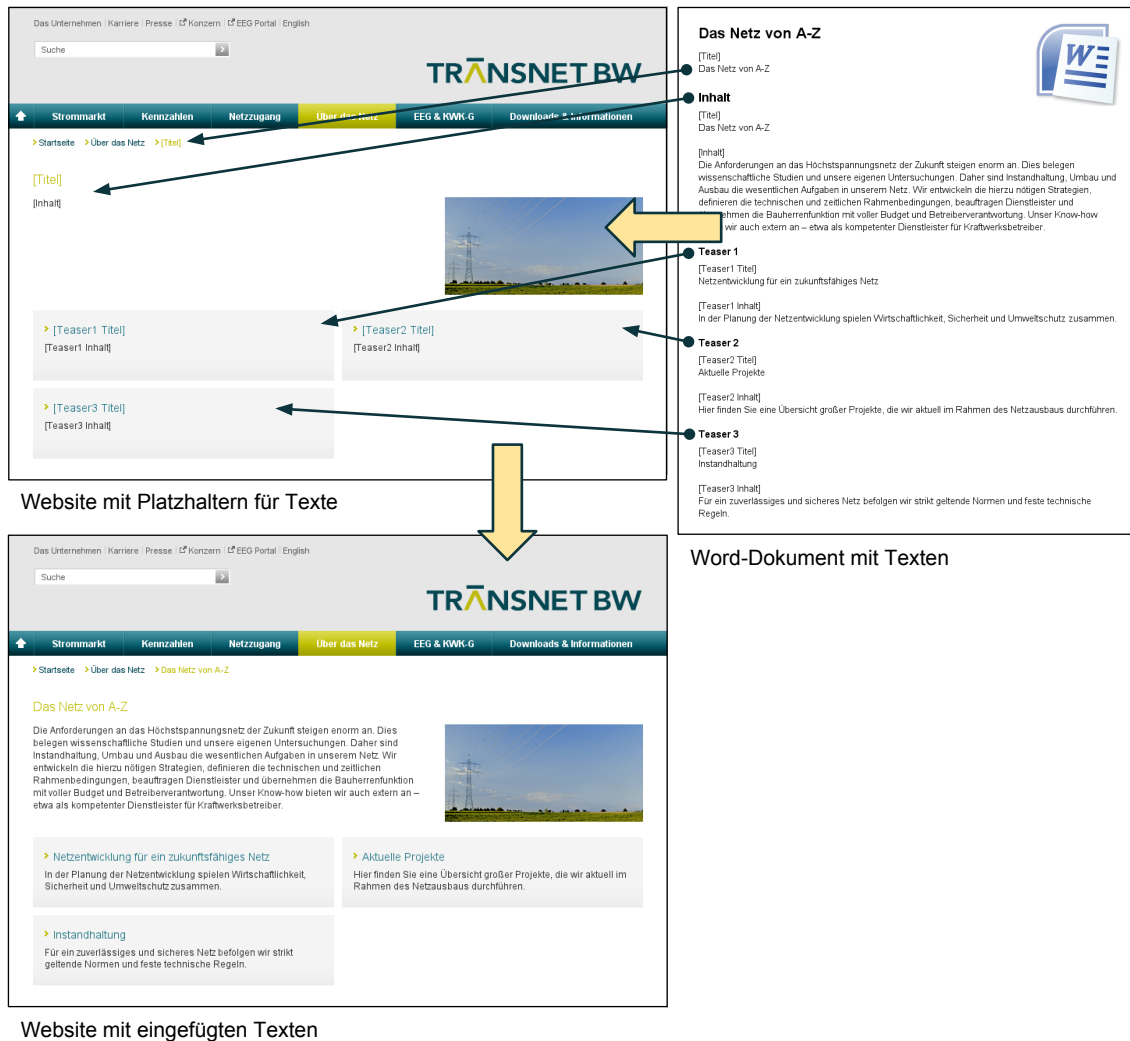 Das Unternehmen Karriere Presse Konzern EEG Portal English
Suche
TRANSNET BW
Strommarkt Kennzahlen Netzzugang Über das Netz EEG & KWK-G Downloads & Informationen
Startseite Über das Netz [Titel]
[Titel]
[Inhalt]
[Teaser1 Titel]
[Teaser1 Inhalt]
[Teaser2 Titel]
[Teaser2 Inhalt]
[Teaser3 Titel]
[Teaser3 Inhalt]
Website mit Platzhaltern für Texte
Das Netz von A-Z
[Titel]
Das Netz von A-Z
W
Inhalt
[Titel]
Das Netz von A-Z
[Inhalt]
Die Anforderungen an das Höchstspannungsnetz der Zukunft steigen enorm an. Dies belegen
wissenschaftliche Studien und unsere eigenen Untersuchungen. Daher sind Instandhaltung, Umbau und
Ausbau die wesentlichen Aufgaben in unserem Netz. Wir entwickeln die hierzu nötigen Strategien,
definieren die technischen und zeitlichen Rahmenbedingungen, beauftragen Dienstleister und
die Bauherrenfunktion mit voller Budget und Betreiberverantwortung. Unser Know-how
wir auch extern an – etwa als kompetenter Dienstleister für Kraftwerksbetreiber.
Teaser 1
[Teaser1 Titel]
Netzentwicklung für ein zukunftsfähiges Netz
[Teaser1 Inhalt]
In der Planung der Netzentwicklung spielen Wirtschaftlichkeit, Sicherheit und Umweltschutz zusammen.
Teaser 2
[Teaser2 Titel]
Aktuelle Projekte
[Teaser2 Inhalt]
Hier finden Sie eine Übersicht großer Projekte, die wir aktuell im Rahmen des Netzausbaus durchführen.
Teaser 3
[Teaser3 Titel]
Instandhaltung
[Teaser3 Inhalt]
Für ein zuverlässiges und sicheres Netz befolgen wir strikt geltende Normen und feste technische
Regeln.
Word-Dokument mit Texten
Das Unternehmen Karriere Presse Konzern EEG Portal English
Suche
TRANSNET BW
Strommarkt Kennzahlen Netzzugang Über das Netz EEG & KWK-G Downloads & Informationen
Startseite Über das Netz Das Netz von A-Z
Das Netz von A-Z
Die Anforderungen an das Höchstspannungsnetz der Zukunft steigen enorm an. Dies
belegen wissenschaftliche Studien und unsere eigenen Untersuchungen. Daher sind
Instandhaltung, Umbau und Ausbau die wesentlichen Aufgaben in unserem Netz. Wir
entwickeln die hierzu nötigen Strategien, definieren die technischen und zeitlichen
Rahmenbedingungen, beauftragen Dienstleister und übernehmen die Bauherrenfunktion
mit voller Budget und Betreiberverantwortung. Unser Know-how bieten wir auch extern an –
etwa als kompetenter Dienstleister für Kraftwerksbetreiber.
Netzentwicklung für ein zukunftsfähiges Netz
In der Planung der Netzentwicklung spielen Wirtschaftlichkeit,
Sicherheit und Umweltschutz zusammen.
Aktuelle Projekte
Hier finden Sie eine Übersicht großer Projekte, die wir aktuell im
Rahmen des Netzausbaus durchführen.
Instandhaltung
Für ein zuverlässiges und sicheres Netz befolgen wir strikt
geltende Normen und feste technische Regeln.
Website mit eingefügten Texten